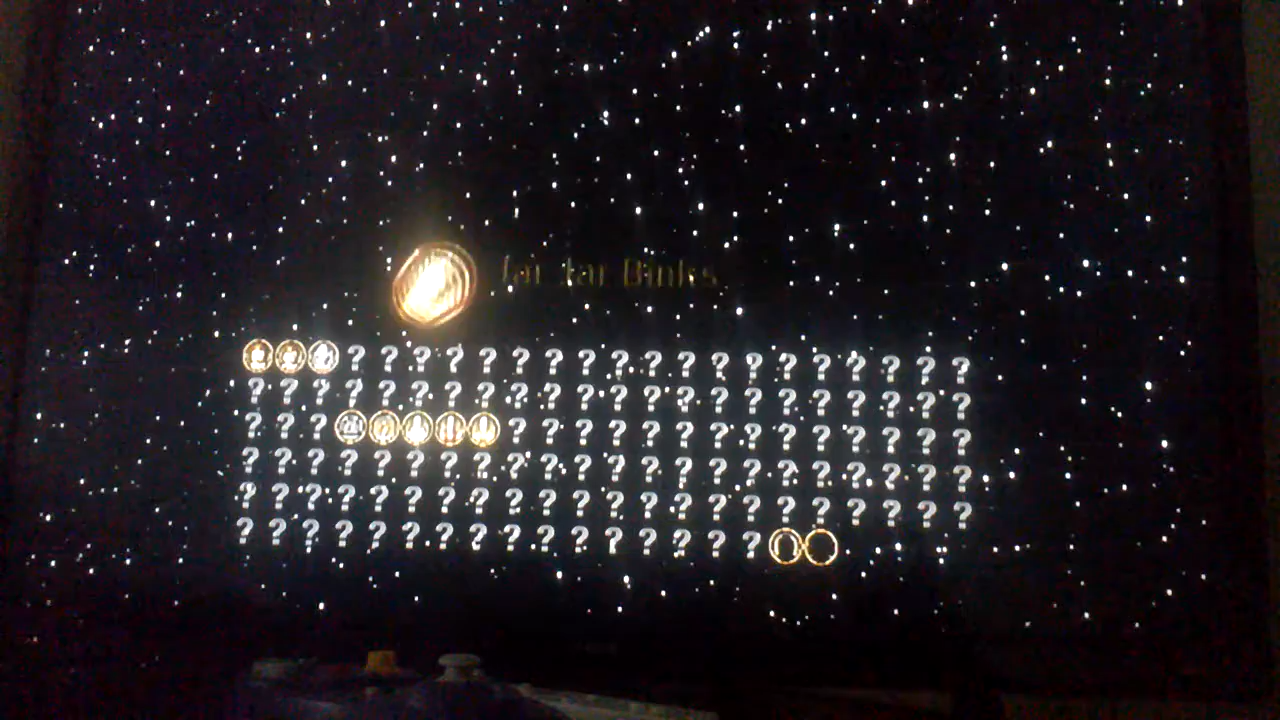 Jar Jar Binks
? ? ? ? ? ? ? ? ? ? ? ? ? ? ? ? ? ? ?
? ? ? ? ? ? ? ? ? ? ? ? ? ? ? ? ? ? ? ? ? ?
? ? ? ? ? ? ? ? ? ? ? ? ? ? ? ? ?
? ? ? ? ? ? ? ? ? ? ? ? ? ? ? ? ? ? ? ? ? ?
? ? ? ? ? ? ? ? ? ? ? ? ? ? ? ? ? ? ? ? ? ?
? ? ? ? ? ? ? ? ? ? ? ? ? ? ? ?